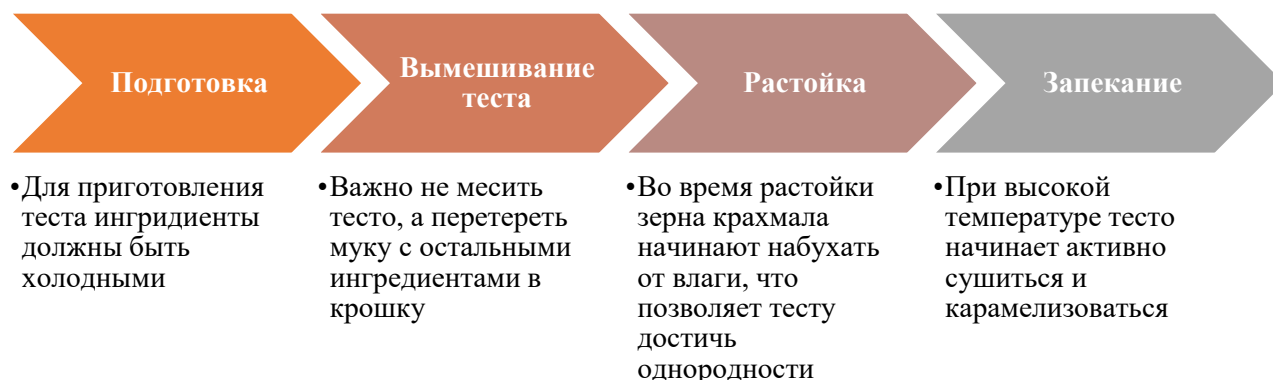 Подготовка
Вымешивание
теста
Растойка
Запекание
•Для приготовления
теста ингридиенты
должны быть
холодными
•Важно не месить
тесто, а перетереть
муку с остальными
ингредиентами в
крошку
•Во время растойки
зерна крахмала
начинают набухать
от влаги, что
позволяет тесту
достичь
однородности
•При высокой
температуре тесто
начинает активно
сушиться и
карамелизоваться